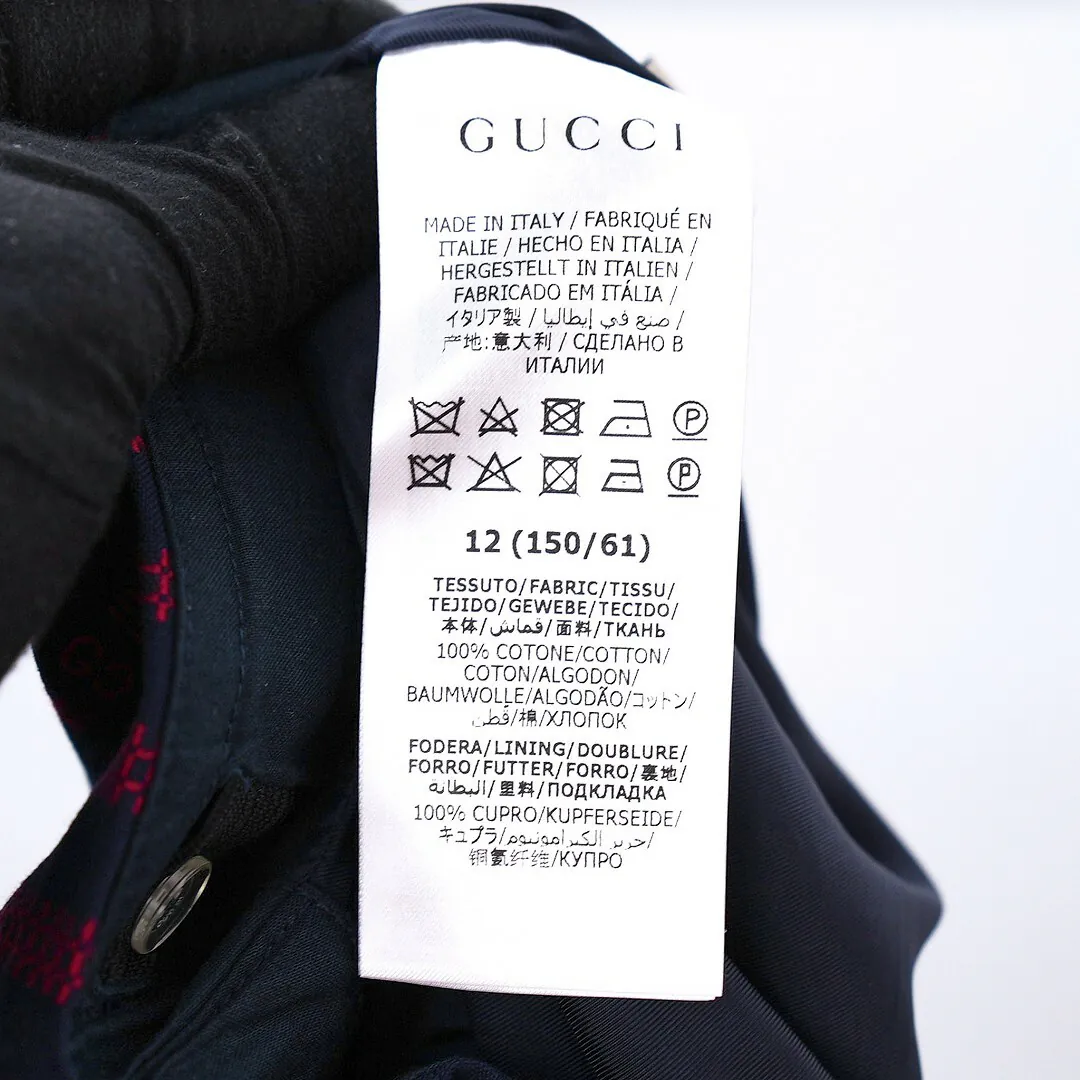 GUCCI
MADE IN ITALY / FABRIQUÉ EN
ITALIE / HECHO EN ITALIA /
HERGESTELLT IN ITALIEN /
FABRICADO EM ITÁLIA /
イタリア製 / صنع في إيطاليا /
产地:意大利 / СДЕЛАНО В
ИТАЛИИ
P
P
12 (150/61)
TESSUTO/FABRIC/TISSU/
TEJIDO/GEWEBE/TECIDO/
本体/قماش/面料/ТКАНЬ
100% COTONE/COTTON/
COTON/ALGODON/
BAUMWOLLE/ALGODÃO/コットン/
قطن/棉/ХЛОПОК
FODERA/LINING/DOUBLURE/
FORRO/FUTTER/FORRO/裏地/
البطانة/里料/ПОДКЛАДКА
100% CUPRO/KUPFERSEIDE/
キュプラ/حرير الكبرامونيوم/
铜氨纤维/КУПРО